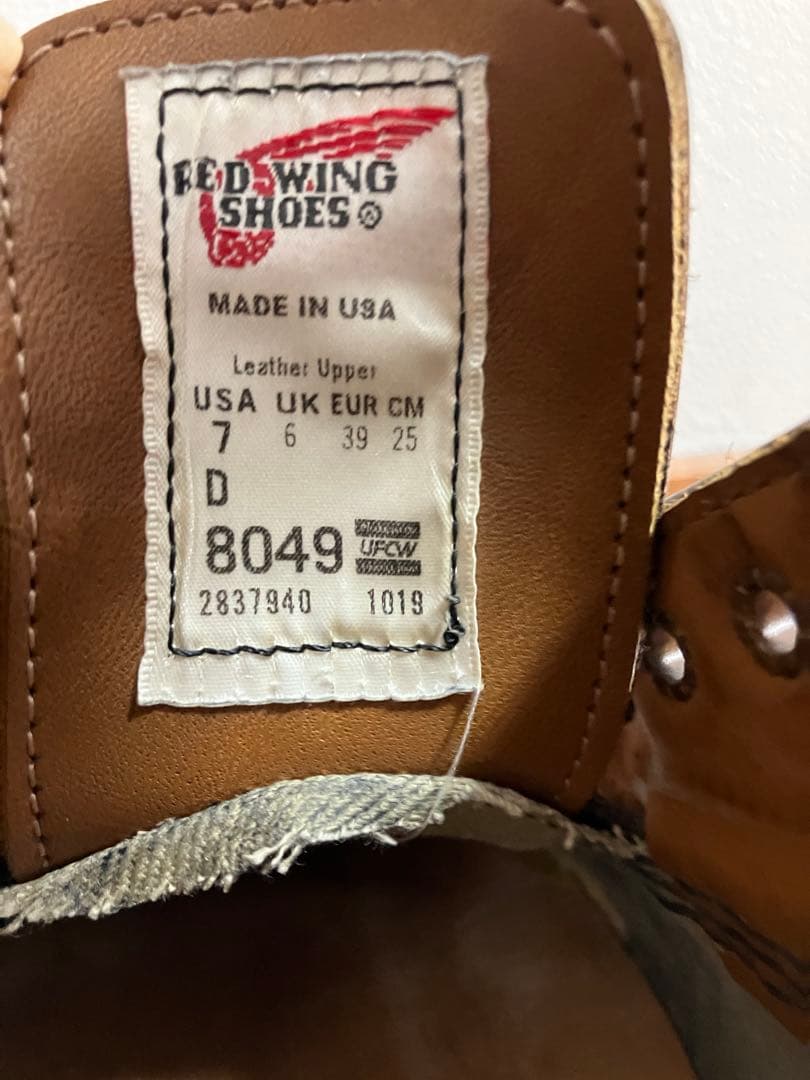 RED WING
SHOES®
MADE IN USA
Leather Upper
USA UK EUR CM
7 6 39 25
D
8049 UFCW
2837940 1019